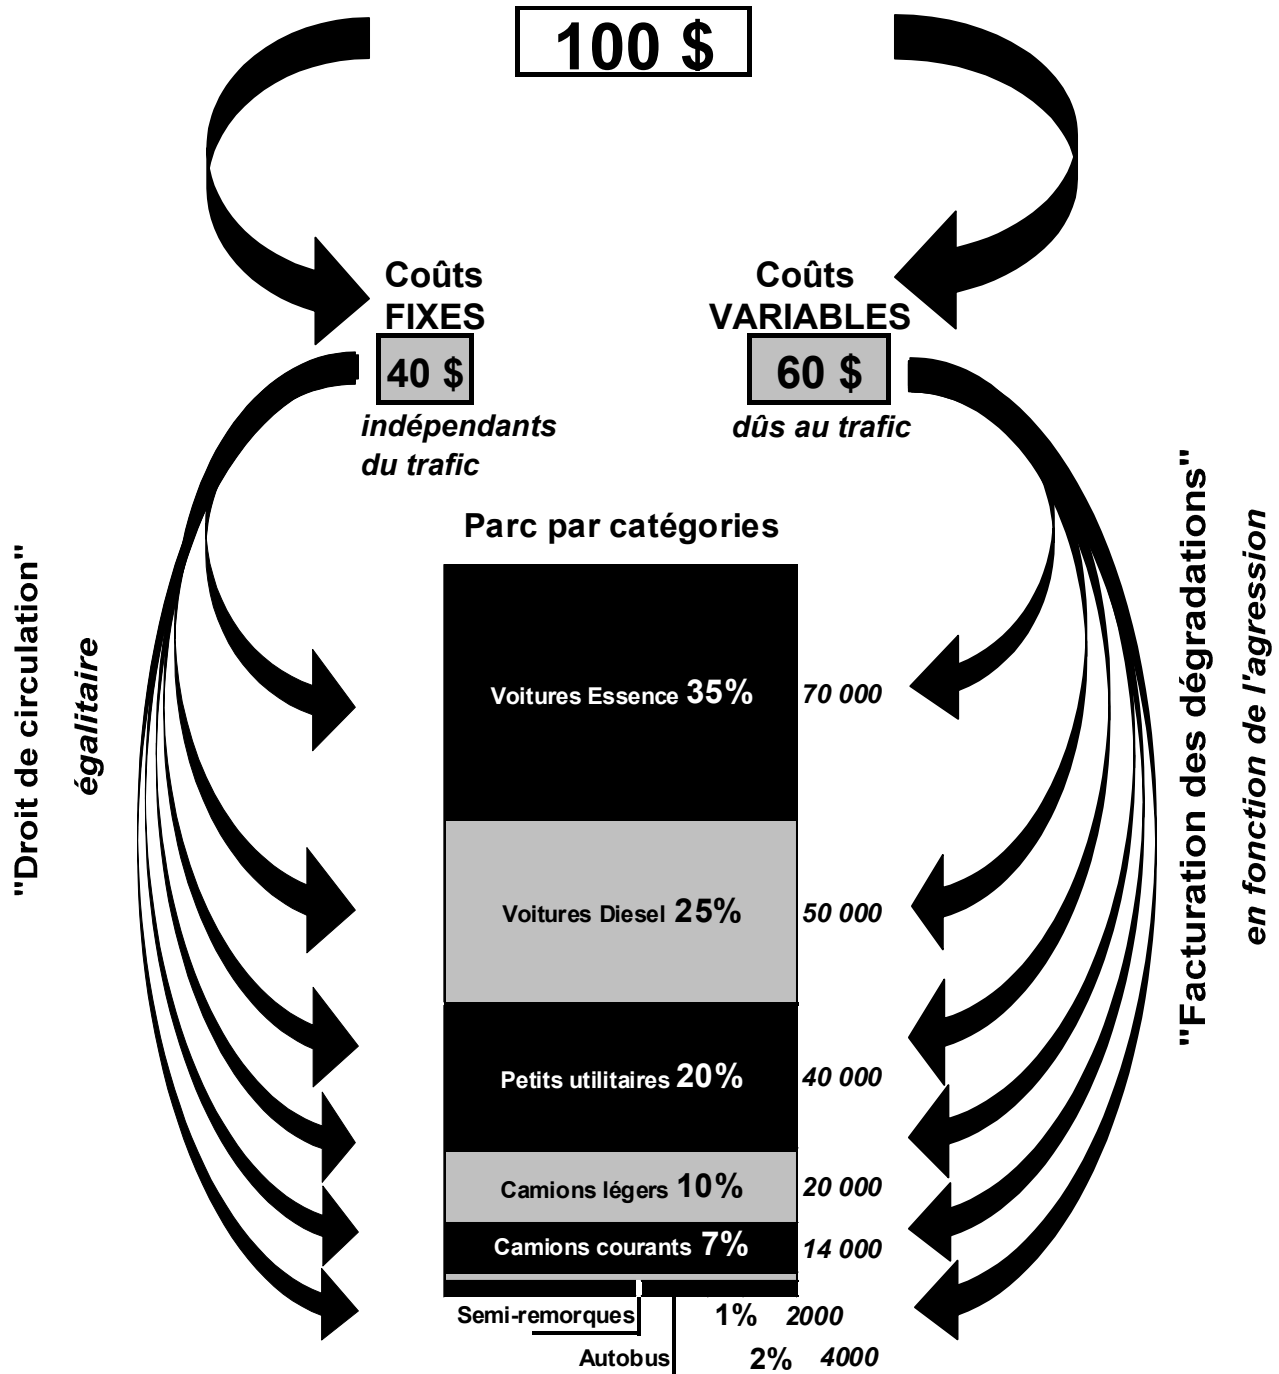 100 $
Coûts
FIXES
40 $
indépendants
du trafic
Coûts
VARIABLES
60 $
dûs au trafic
"Droit de circulation"
égalitaire
Parc par catégories
Voitures Essence 35% 70 000
Voitures Diesel 25% 50 000
Petits utilitaires 20% 40 000
Camions légers 10% 20 000
Camions courants 7% 14 000
Semi-remorques 1% 2000
Autobus 2% 4000
"Facturation des dégradations"
en fonction de l'agression